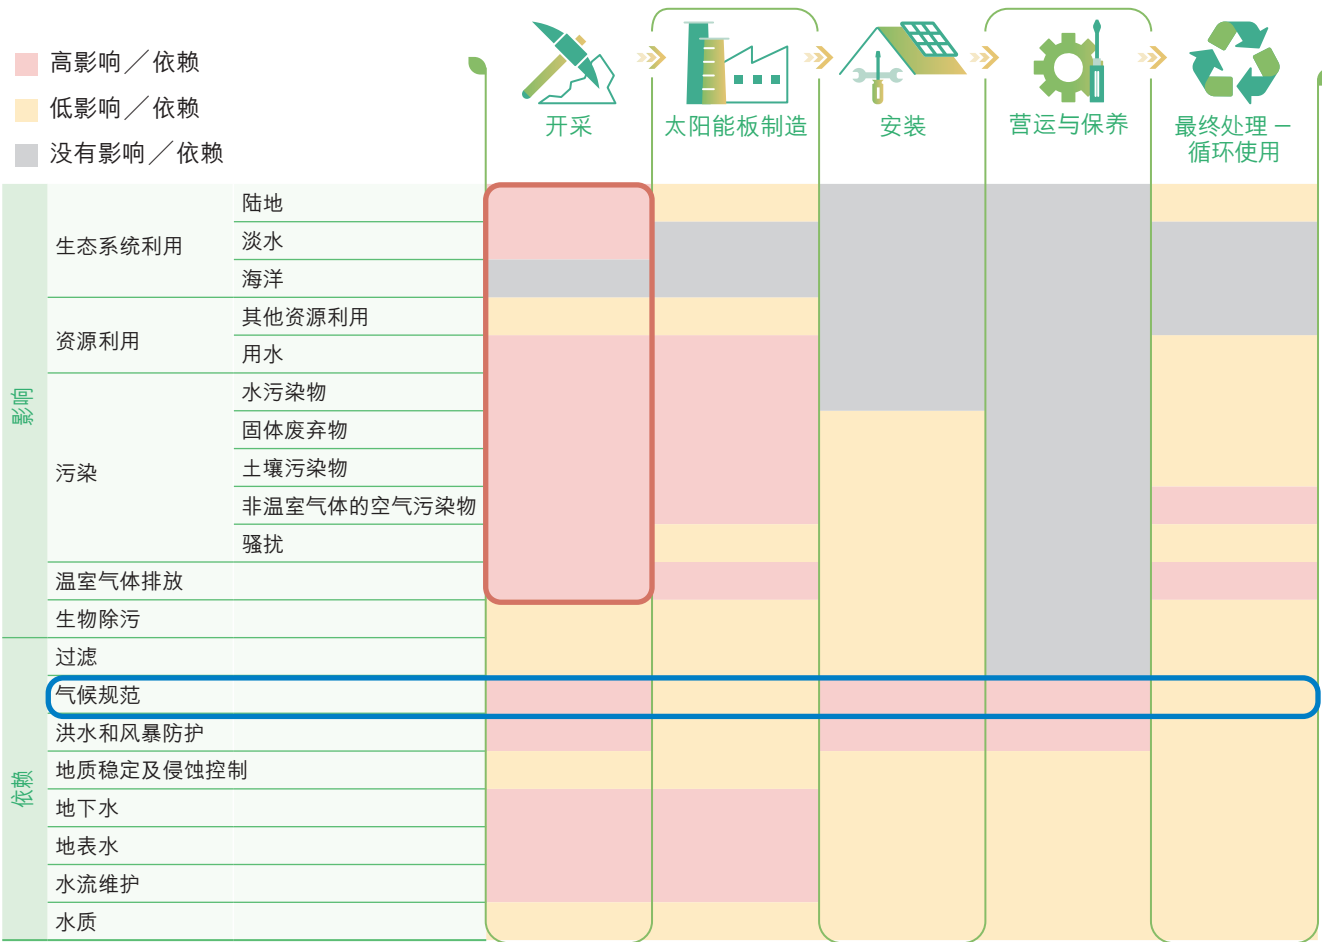 高影响／依赖
低影响／依赖
没有影响／依赖
开采
太阳能板制造
安装
营运与保养
最终处理 –
循环使用
影响
生态系统利用
陆地
淡水
海洋
资源利用
其他资源利用
用水
污染
水污染物
固体废弃物
土壤污染物
非温室气体的空气污染物
骚扰
温室气体排放
生物除污
依赖
过滤
气候规范
洪水和风暴防护
地质稳定及侵蚀控制
地下水
地表水
水流维护
水质